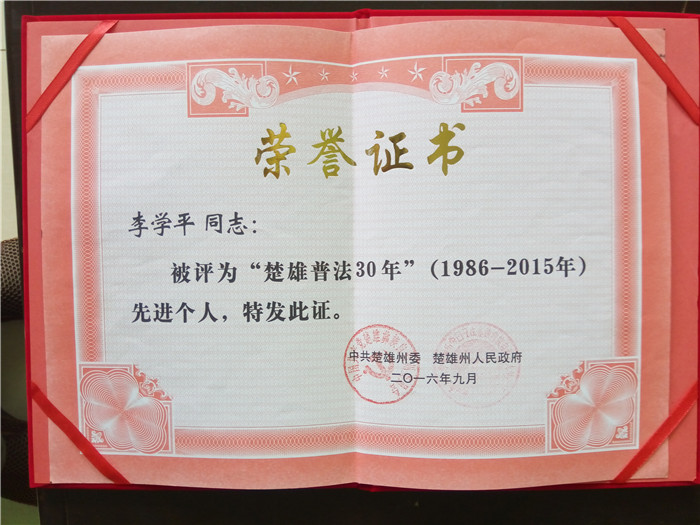 荣誉证书
李学平 同志：
被评为“楚雄普法30年”（1986-2015年）
先进个人，特发此证。
中共楚雄州委 楚雄州人民政府
二〇一六年九月